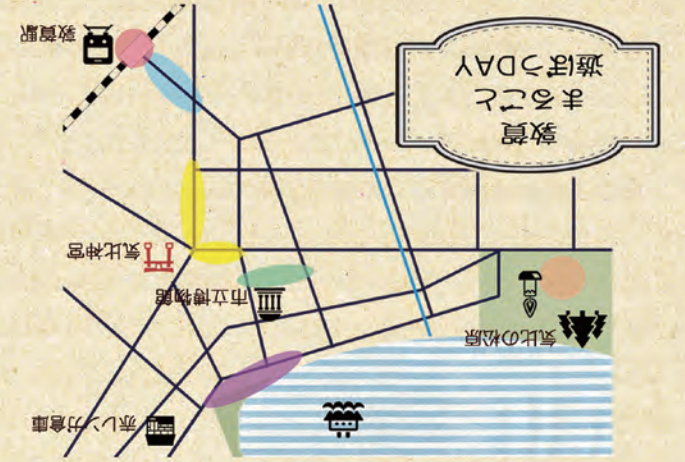 赤レンガ倉庫
気比の松原
市立博物館
気比神宮
敦賀
まるごと
遊ぼうDAY
敦賀駅